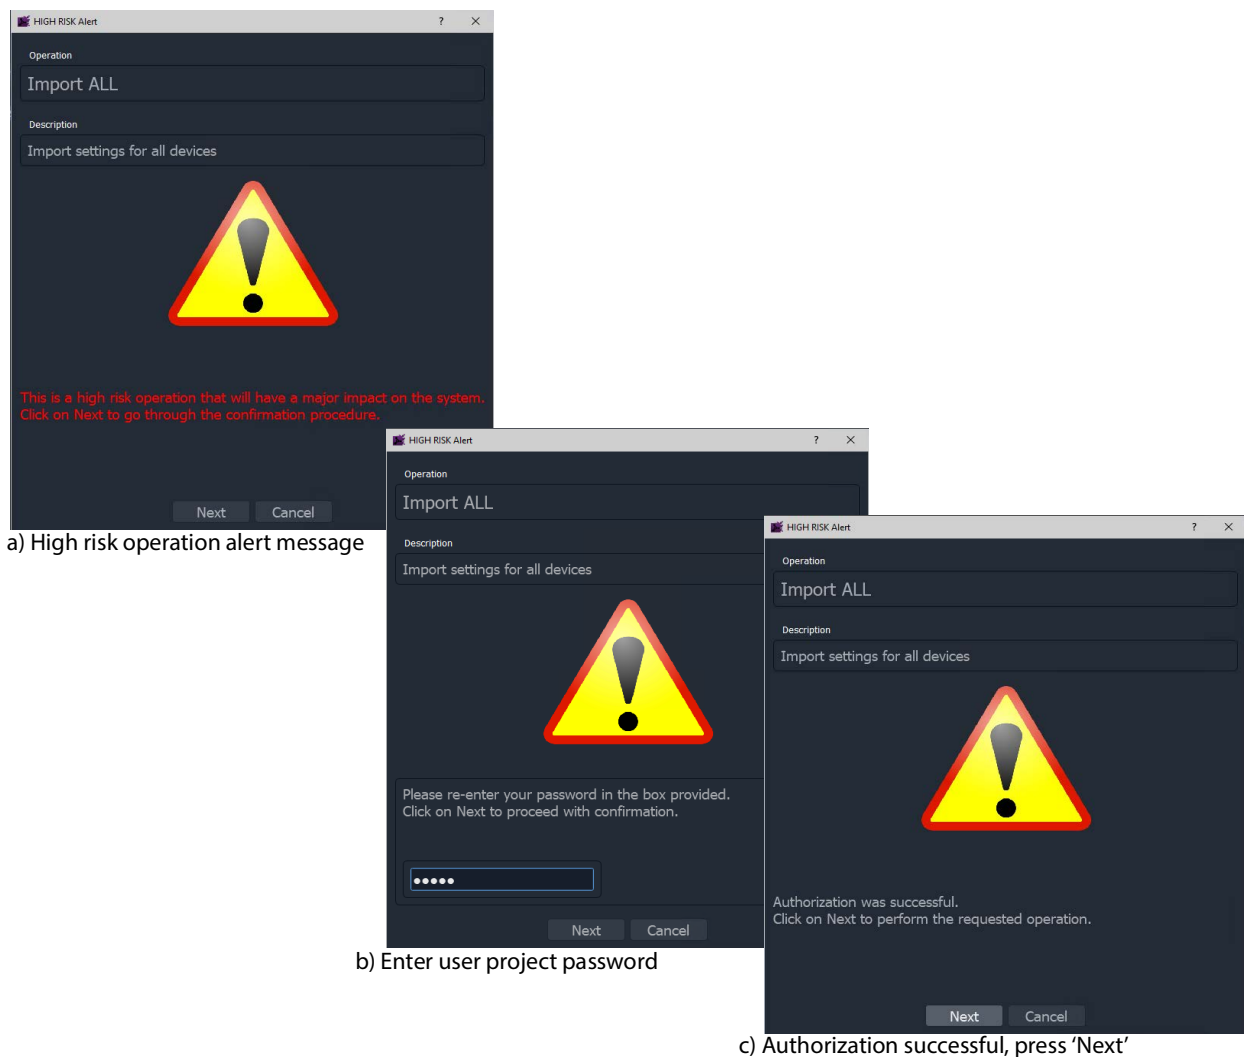 HIGH RISK Alert
?
Operation
Import ALL
Description
Import settings for all devices
This is a high risk operation that will have a major impact on the system.
Click on Next to go through the confirmation procedure.
Next Cancel
a) High risk operation alert message
HIGH RISK Alert
?
Operation
Import ALL
Description
Import settings for all devices
Please re-enter your password in the box provided.
Click on Next to proceed with confirmation.
•••••
Next Cancel
b) Enter user project password
HIGH RISK Alert
?
Operation
Import ALL
Description
Import settings for all devices
Authorization was successful.
Click on Next to perform the requested operation.
Next Cancel
c) Authorization successful, press ‘Next’